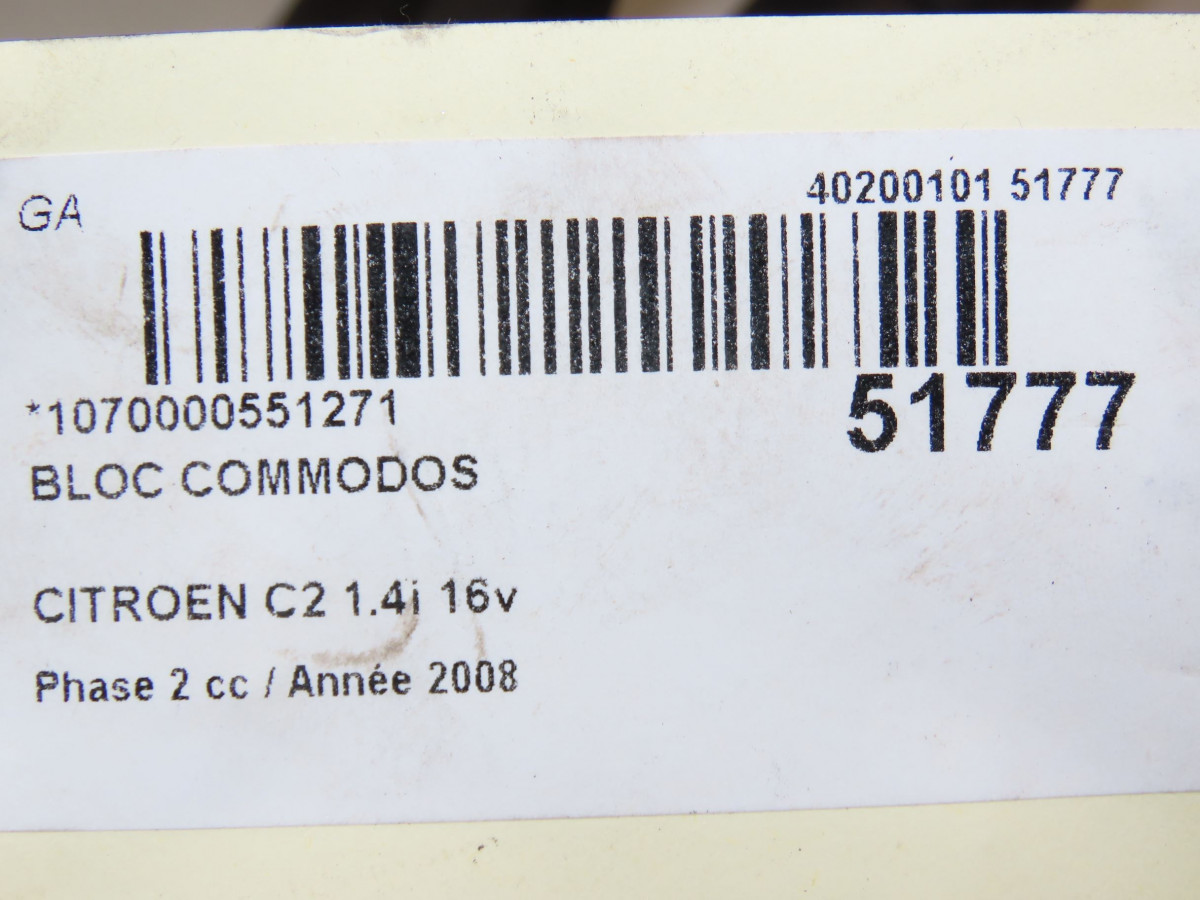 GA
40200101 51777
*1070000551271
51777
BLOC COMMODOS
CITROEN C2 1.4i 16v
Phase 2 cc / Année 2008